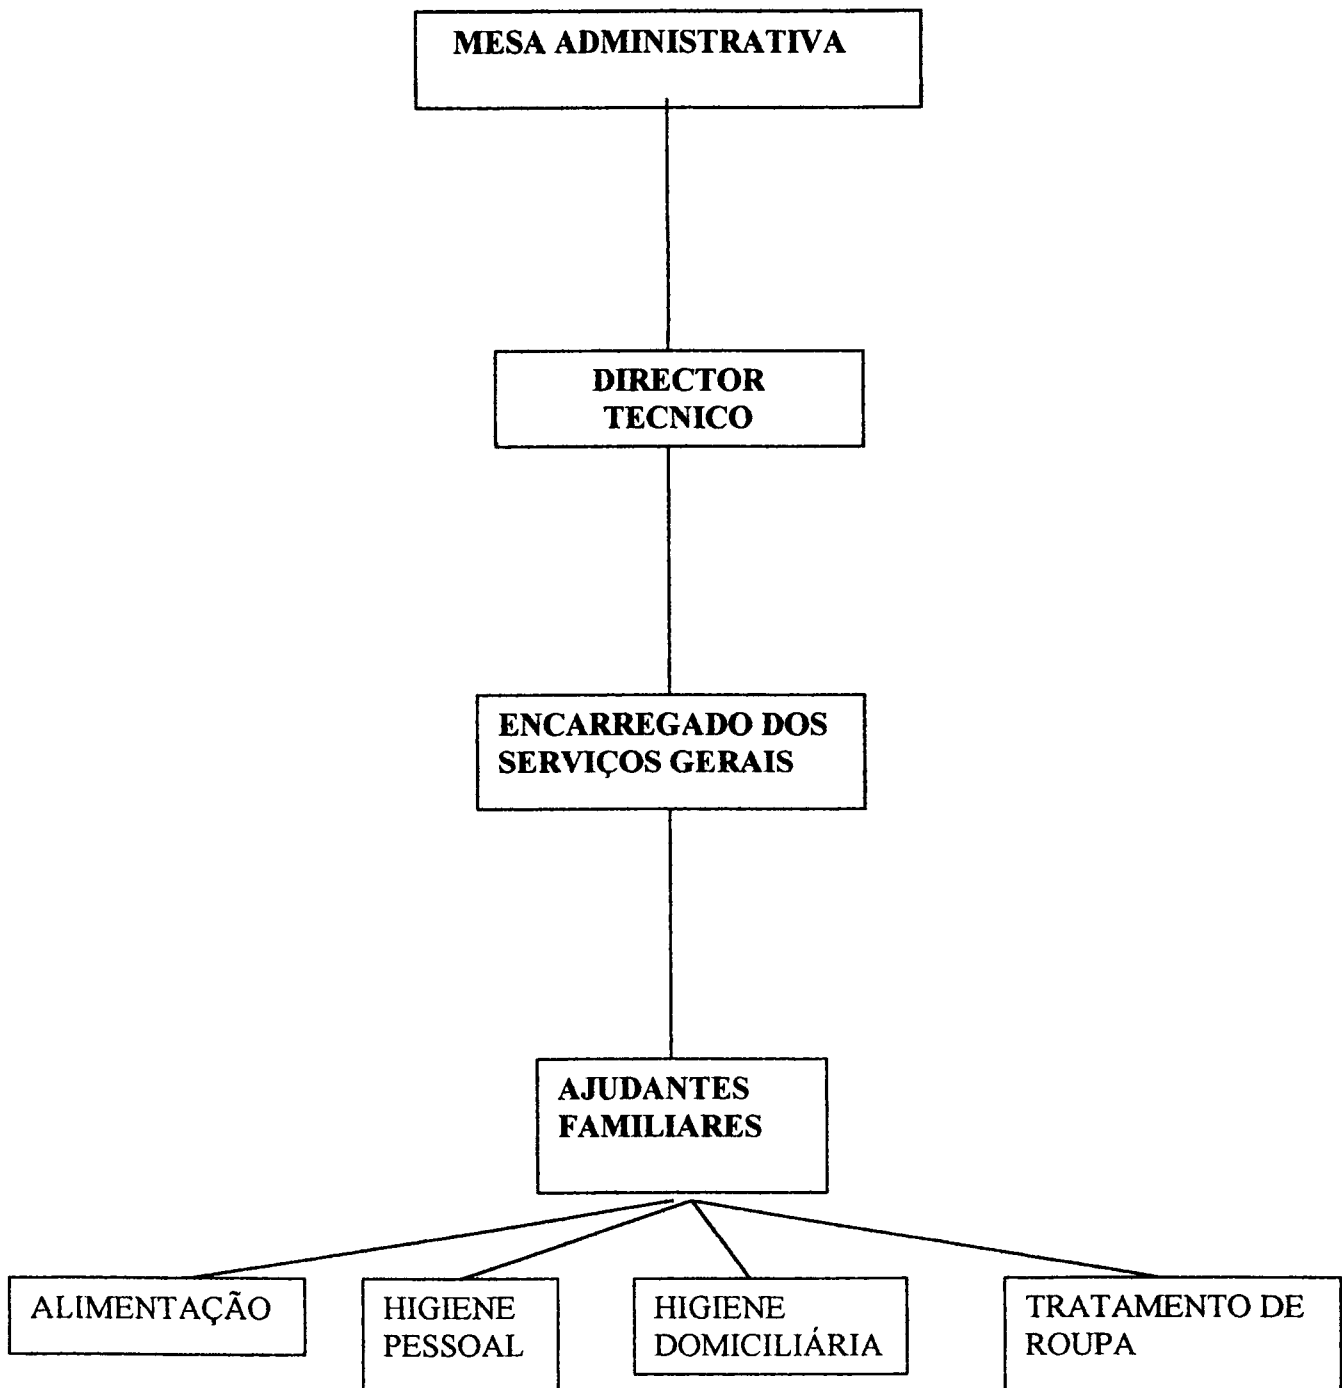 MESA ADMINISTRATIVA
DIRECTOR
TECNICO
ENCARREGADO DOS
SERVIÇOS GERAIS
AJUDANTES
FAMILIARES
ALIMENTAÇÃO
HIGIENE
PESSOAL
HIGIENE
DOMICILIÁRIA
TRATAMENTO DE
ROUPA